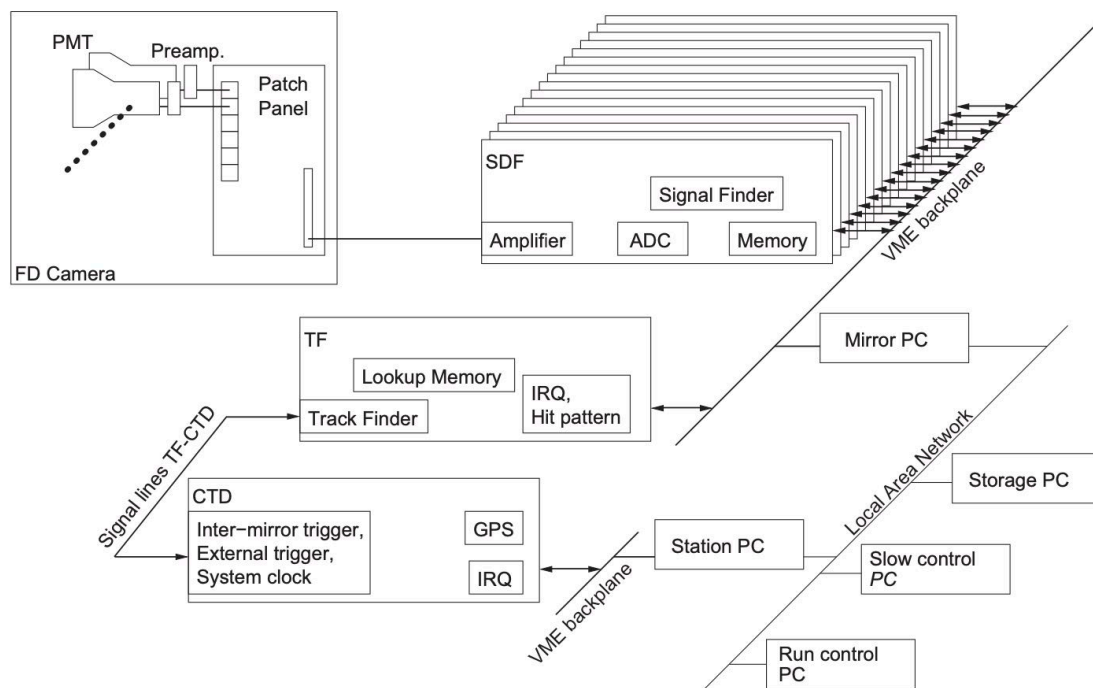 PMT
Preamp.
Patch
Panel
FD Camera
SDF
Signal Finder
Amplifier
ADC
Memory
VME backplane
TF
Lookup Memory
Track Finder
IRQ,
Hit pattern
Mirror PC
Signal lines TF-CTD
CTD
Inter-mirror trigger,
External trigger,
System clock
GPS
IRQ
VME backplane
Station PC
Local Area Network
Storage PC
Slow control
PC
Run control
PC